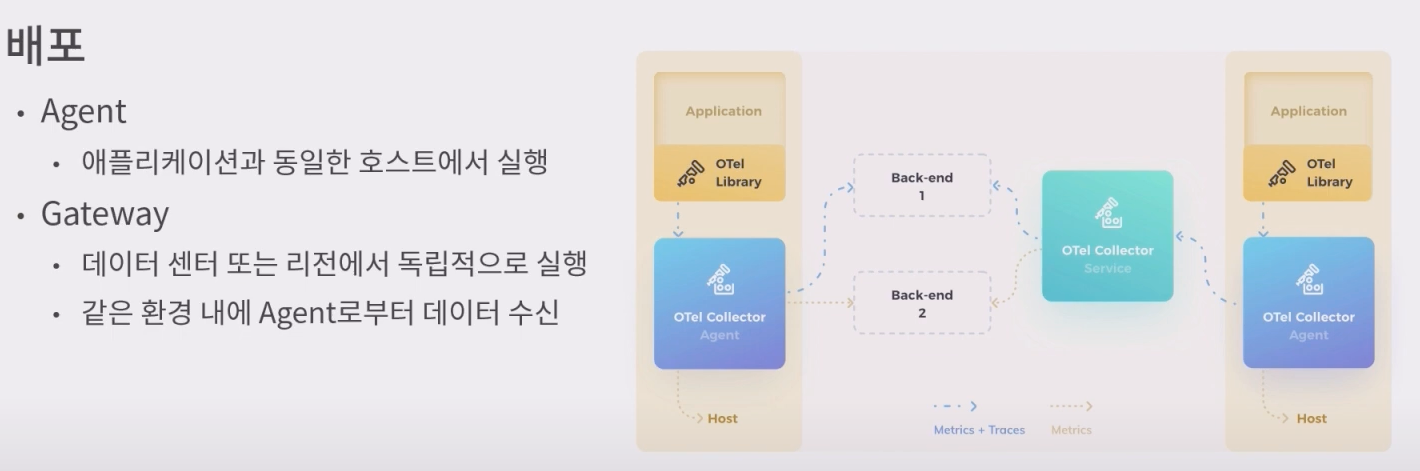 배포
• Agent
• 애플리케이션과 동일한 호스트에서 실행
• Gateway
• 데이터 센터 또는 리전에서 독립적으로 실행
• 같은 환경 내에 Agent로부터 데이터 수신
Application
OTel
Library
OTel Collector
Agent
Host
Back-end
1
Back-end
2
OTel Collector
Service
Application
OTel
Library
OTel Collector
Agent
Host
Metrics + Traces
Metrics